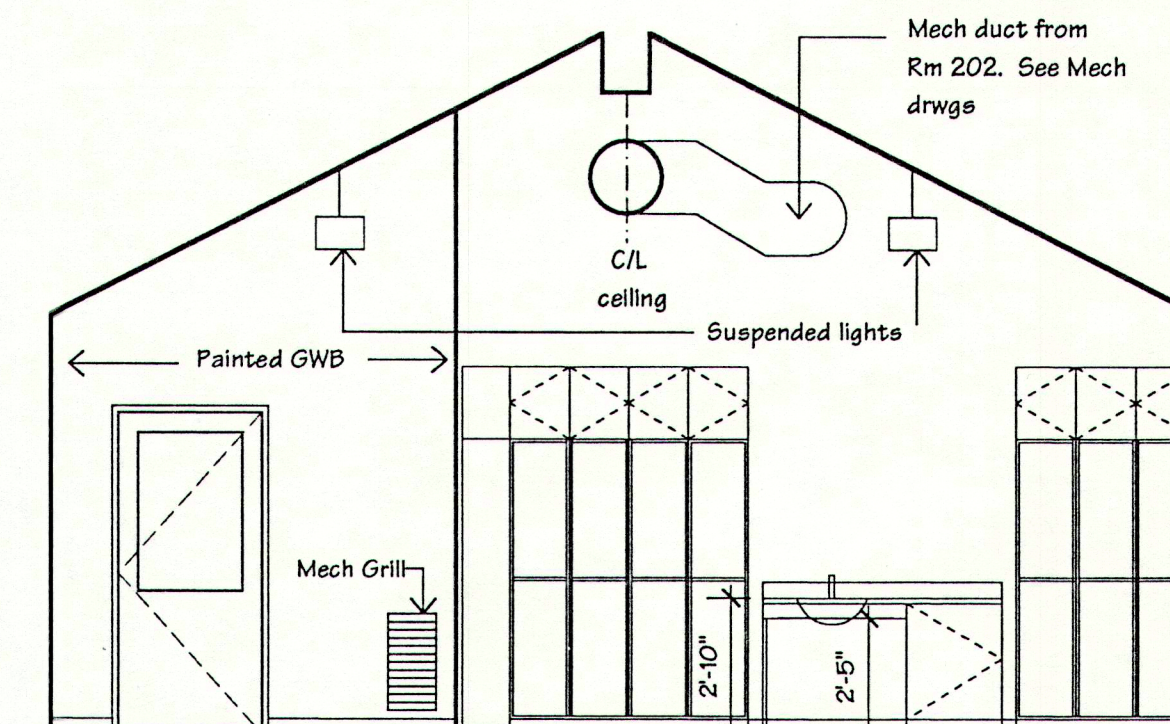 Mech duct from
Rm 202. See Mech
drwgs
C/L
ceiling
Suspended lights
Painted GWB
Mech Grill
2'-10"
2'-5"